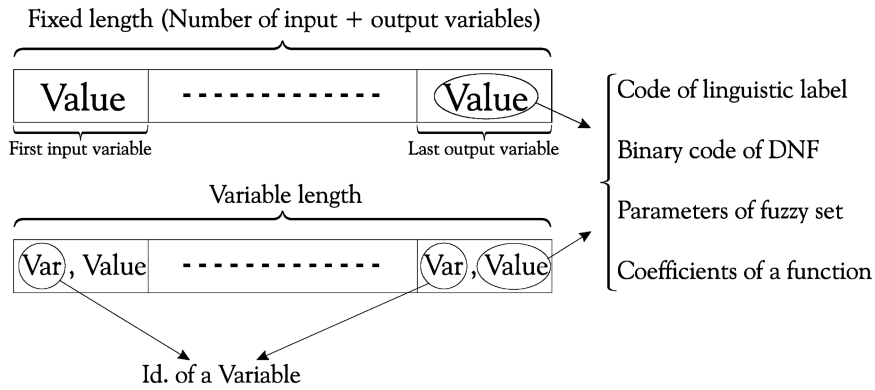 Fixed length (Number of input + output variables)
Value
Value
First input variable
Last output variable
Code of linguistic label
Binary code of DNF
Parameters of fuzzy set
Coefficients of a function
Variable length
Var , Value
Var , Value
Id. of a Variable